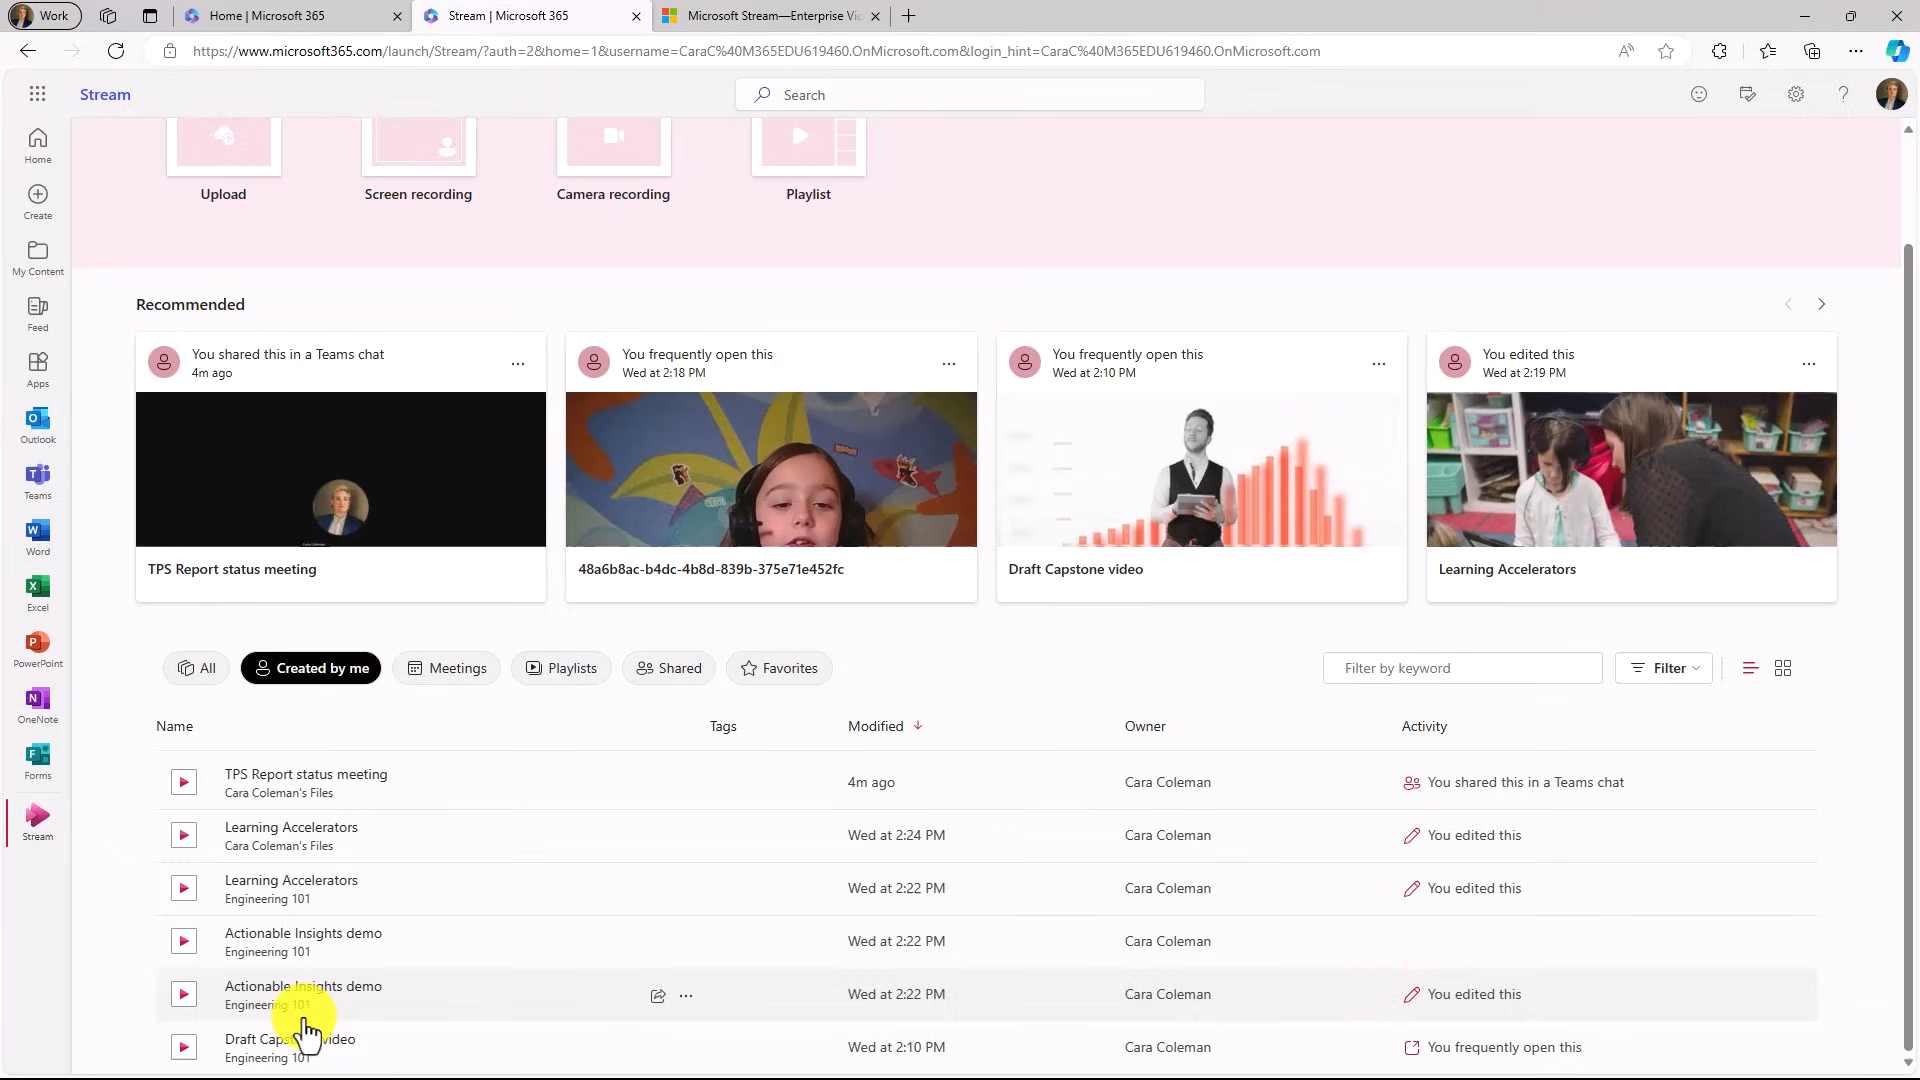 Work
Home | Microsoft 365
Stream | Microsoft 365
Microsoft Stream—Enterprise Vi
https://www.microsoft365.com/launch/Stream/?auth=2&home=1&username=CaraC%40M365EDU619460.OnMicrosoft.com&login_hint=CaraC%40M365EDU619460.OnMicrosoft.com
Stream
Search
Home
Create
My Content
Feed
Apps
Outlook
Teams
Word
Excel
PowerPoint
OneNote
Forms
Stream
Upload
Screen recording
Camera recording
Playlist
Recommended
You shared this in a Teams chat
4m ago
TPS Report status meeting
You frequently open this
Wed at 2:18 PM
48a6b8ac-b4dc-4b8d-839b-375e71e452fc
You frequently open this
Wed at 2:10 PM
Draft Capstone video
You edited this
Wed at 2:19 PM
Learning Accelerators
All
Created by me
Meetings
Playlists
Shared
Favorites
Filter by keyword
Filter
Name Tags Modified Owner Activity
TPS Report status meeting
Cara Coleman's Files
4m ago
Cara Coleman
You shared this in a Teams chat
Learning Accelerators
Cara Coleman's Files
Wed at 2:24 PM
Cara Coleman
You edited this
Learning Accelerators
Engineering 101
Wed at 2:22 PM
Cara Coleman
You edited this
Actionable Insights demo
Engineering 101
Wed at 2:22 PM
Cara Coleman
Actionable Insights demo
Engineering 101
Wed at 2:22 PM
Cara Coleman
You edited this
Draft Capstone video
Engineering 101
Wed at 2:10 PM
Cara Coleman
You frequently open this